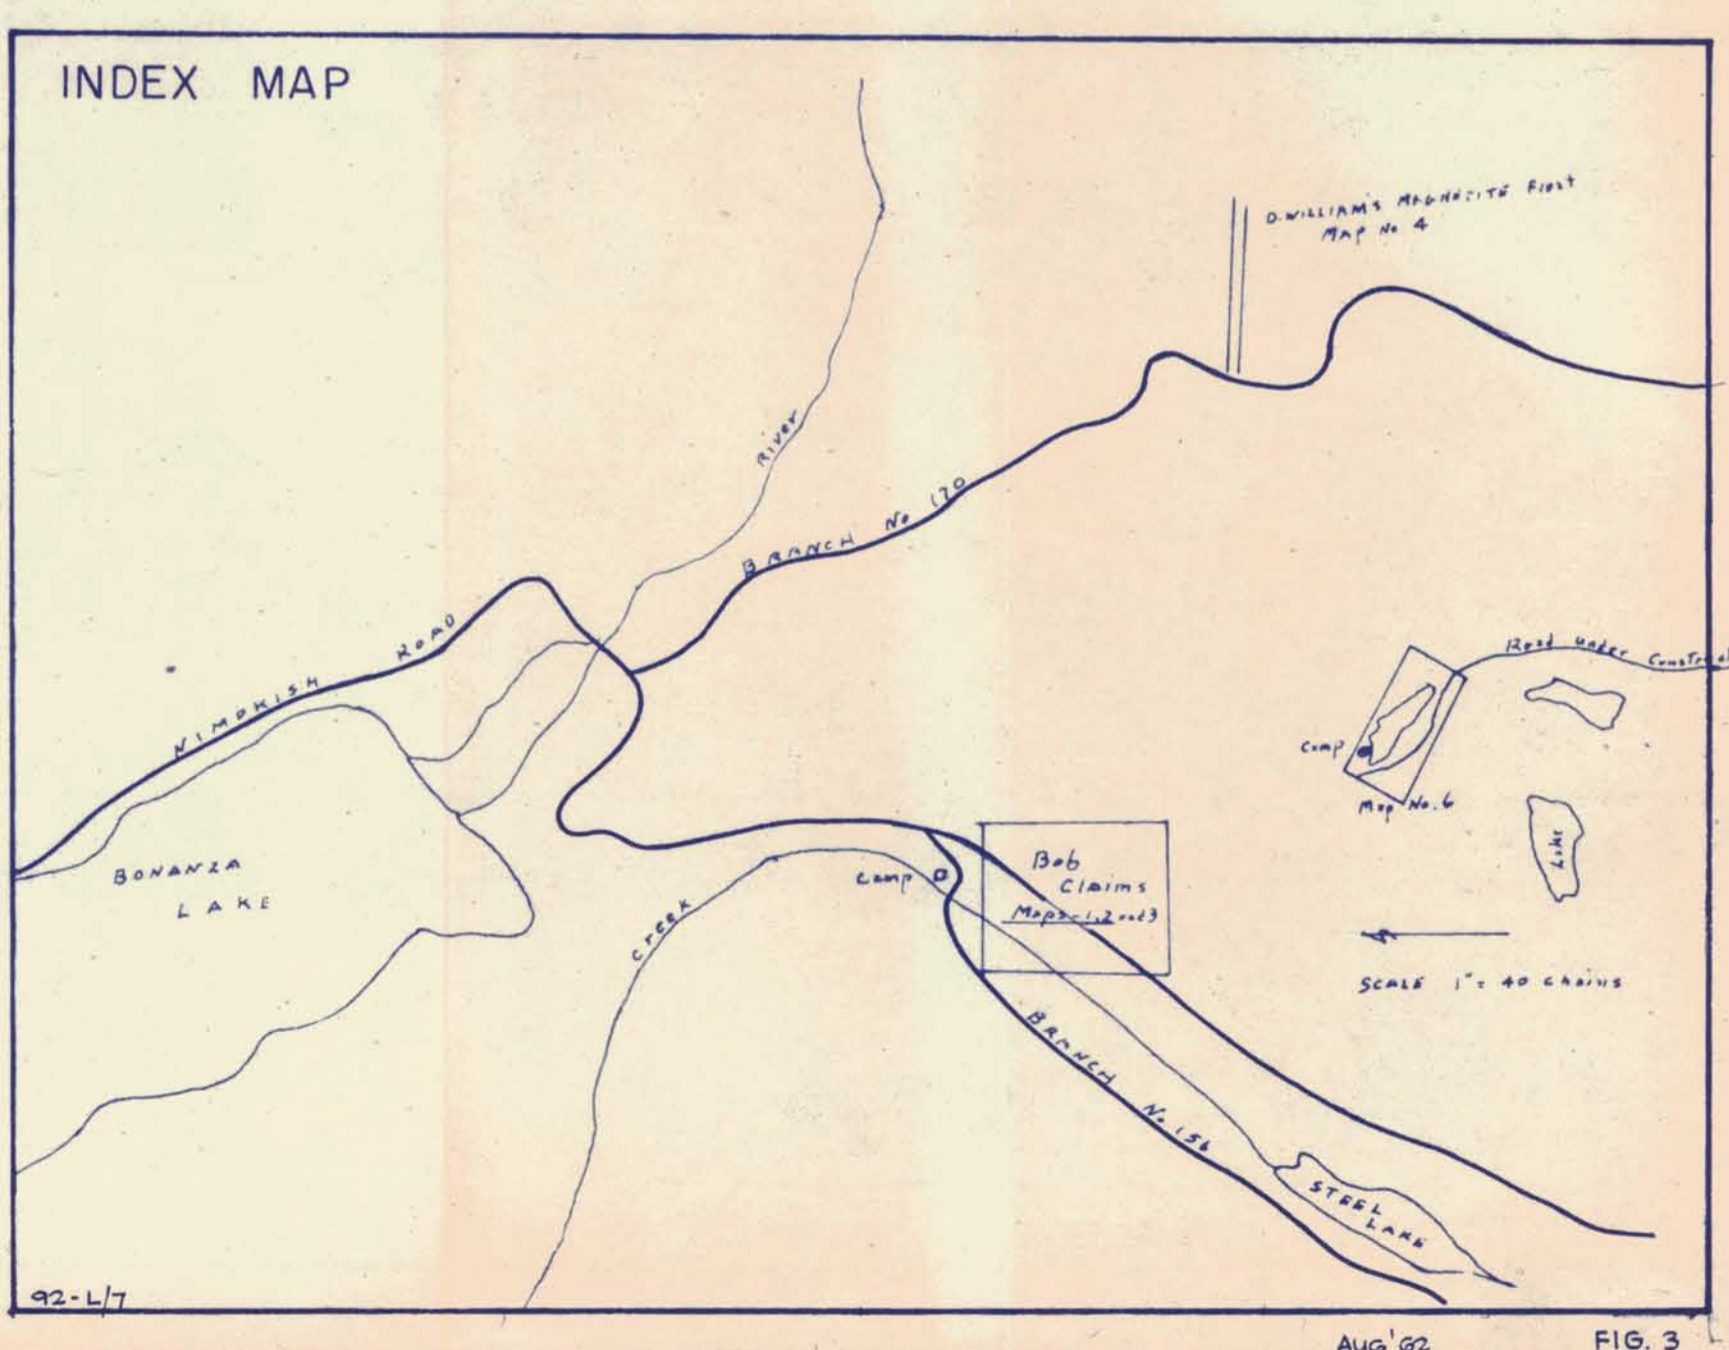 INDEX MAP
D. WILLIAM'S MAGNETITE Float
MAP No 4
River
BRANCH No 170
NIMPKISH ROAD
Road under
Camp
Map No. 6
BONANZA
LAKE
Bob
Claims
Maps-1,2 and 3
Camp
Lake
Creek
SCALE 1" = 40 chains
BRANCH No 156
STEEL
LAKE
92-L/7
AUG'62
FIG. 3